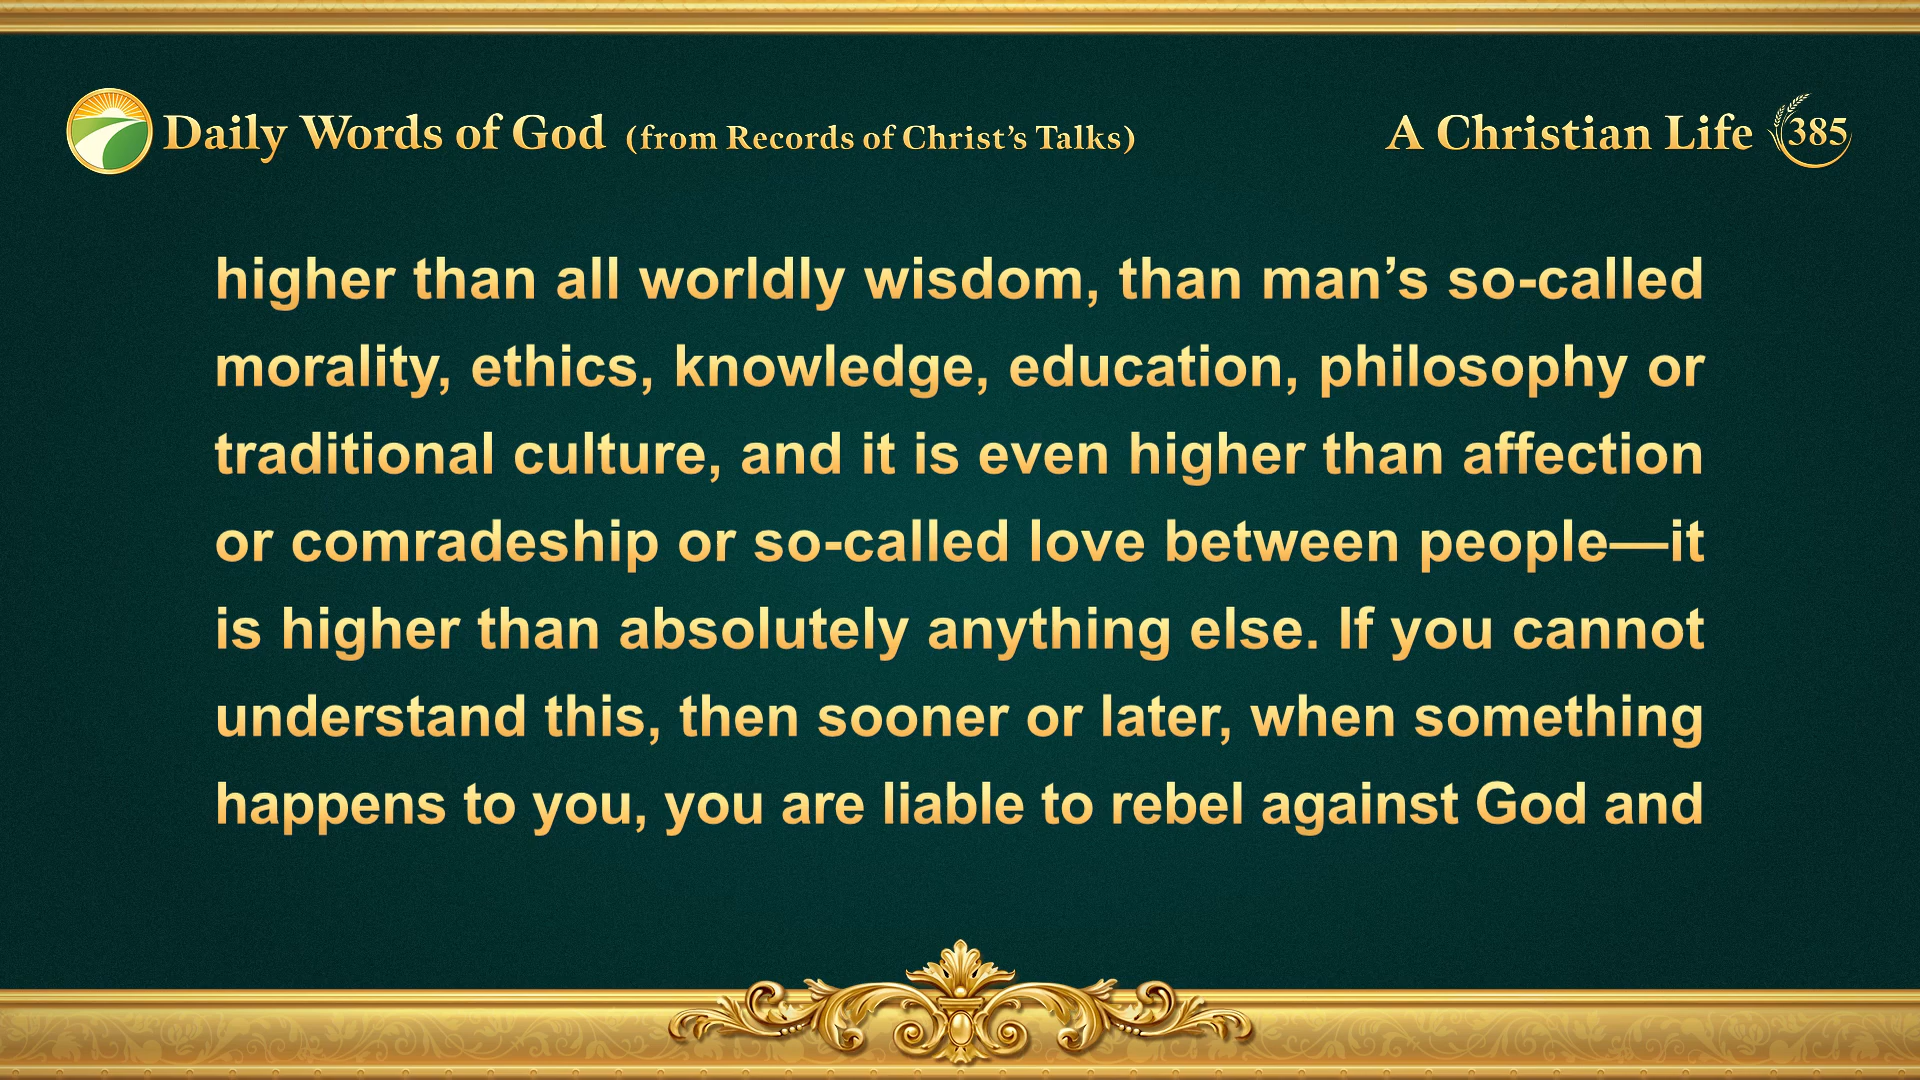 Daily Words of God (from Records of Christ’s Talks)
A Christian Life 385
higher than all worldly wisdom, than man’s so-called
morality, ethics, knowledge, education, philosophy or
traditional culture, and it is even higher than affection
or comradeship or so-called love between people—it
is higher than absolutely anything else. If you cannot
understand this, then sooner or later, when something
happens to you, you are liable to rebel against God and